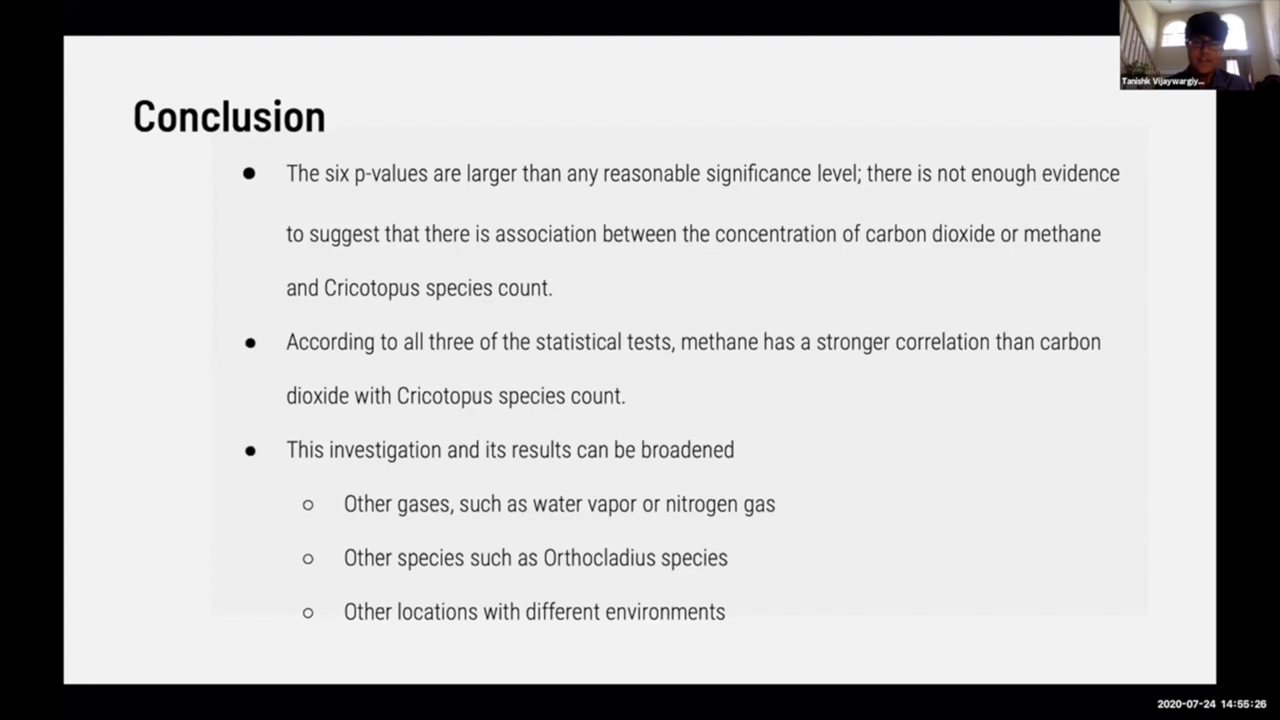 Tanishk Vijaywargiy...
Conclusion
● The six p-values are larger than any reasonable significance level; there is not enough evidence
to suggest that there is association between the concentration of carbon dioxide or methane
and Cricotopus species count.
● According to all three of the statistical tests, methane has a stronger correlation than carbon
dioxide with Cricotopus species count.
● This investigation and its results can be broadened
○ Other gases, such as water vapor or nitrogen gas
○ Other species such as Orthocladius species
○ Other locations with different environments
2020-07-24 14:55:26